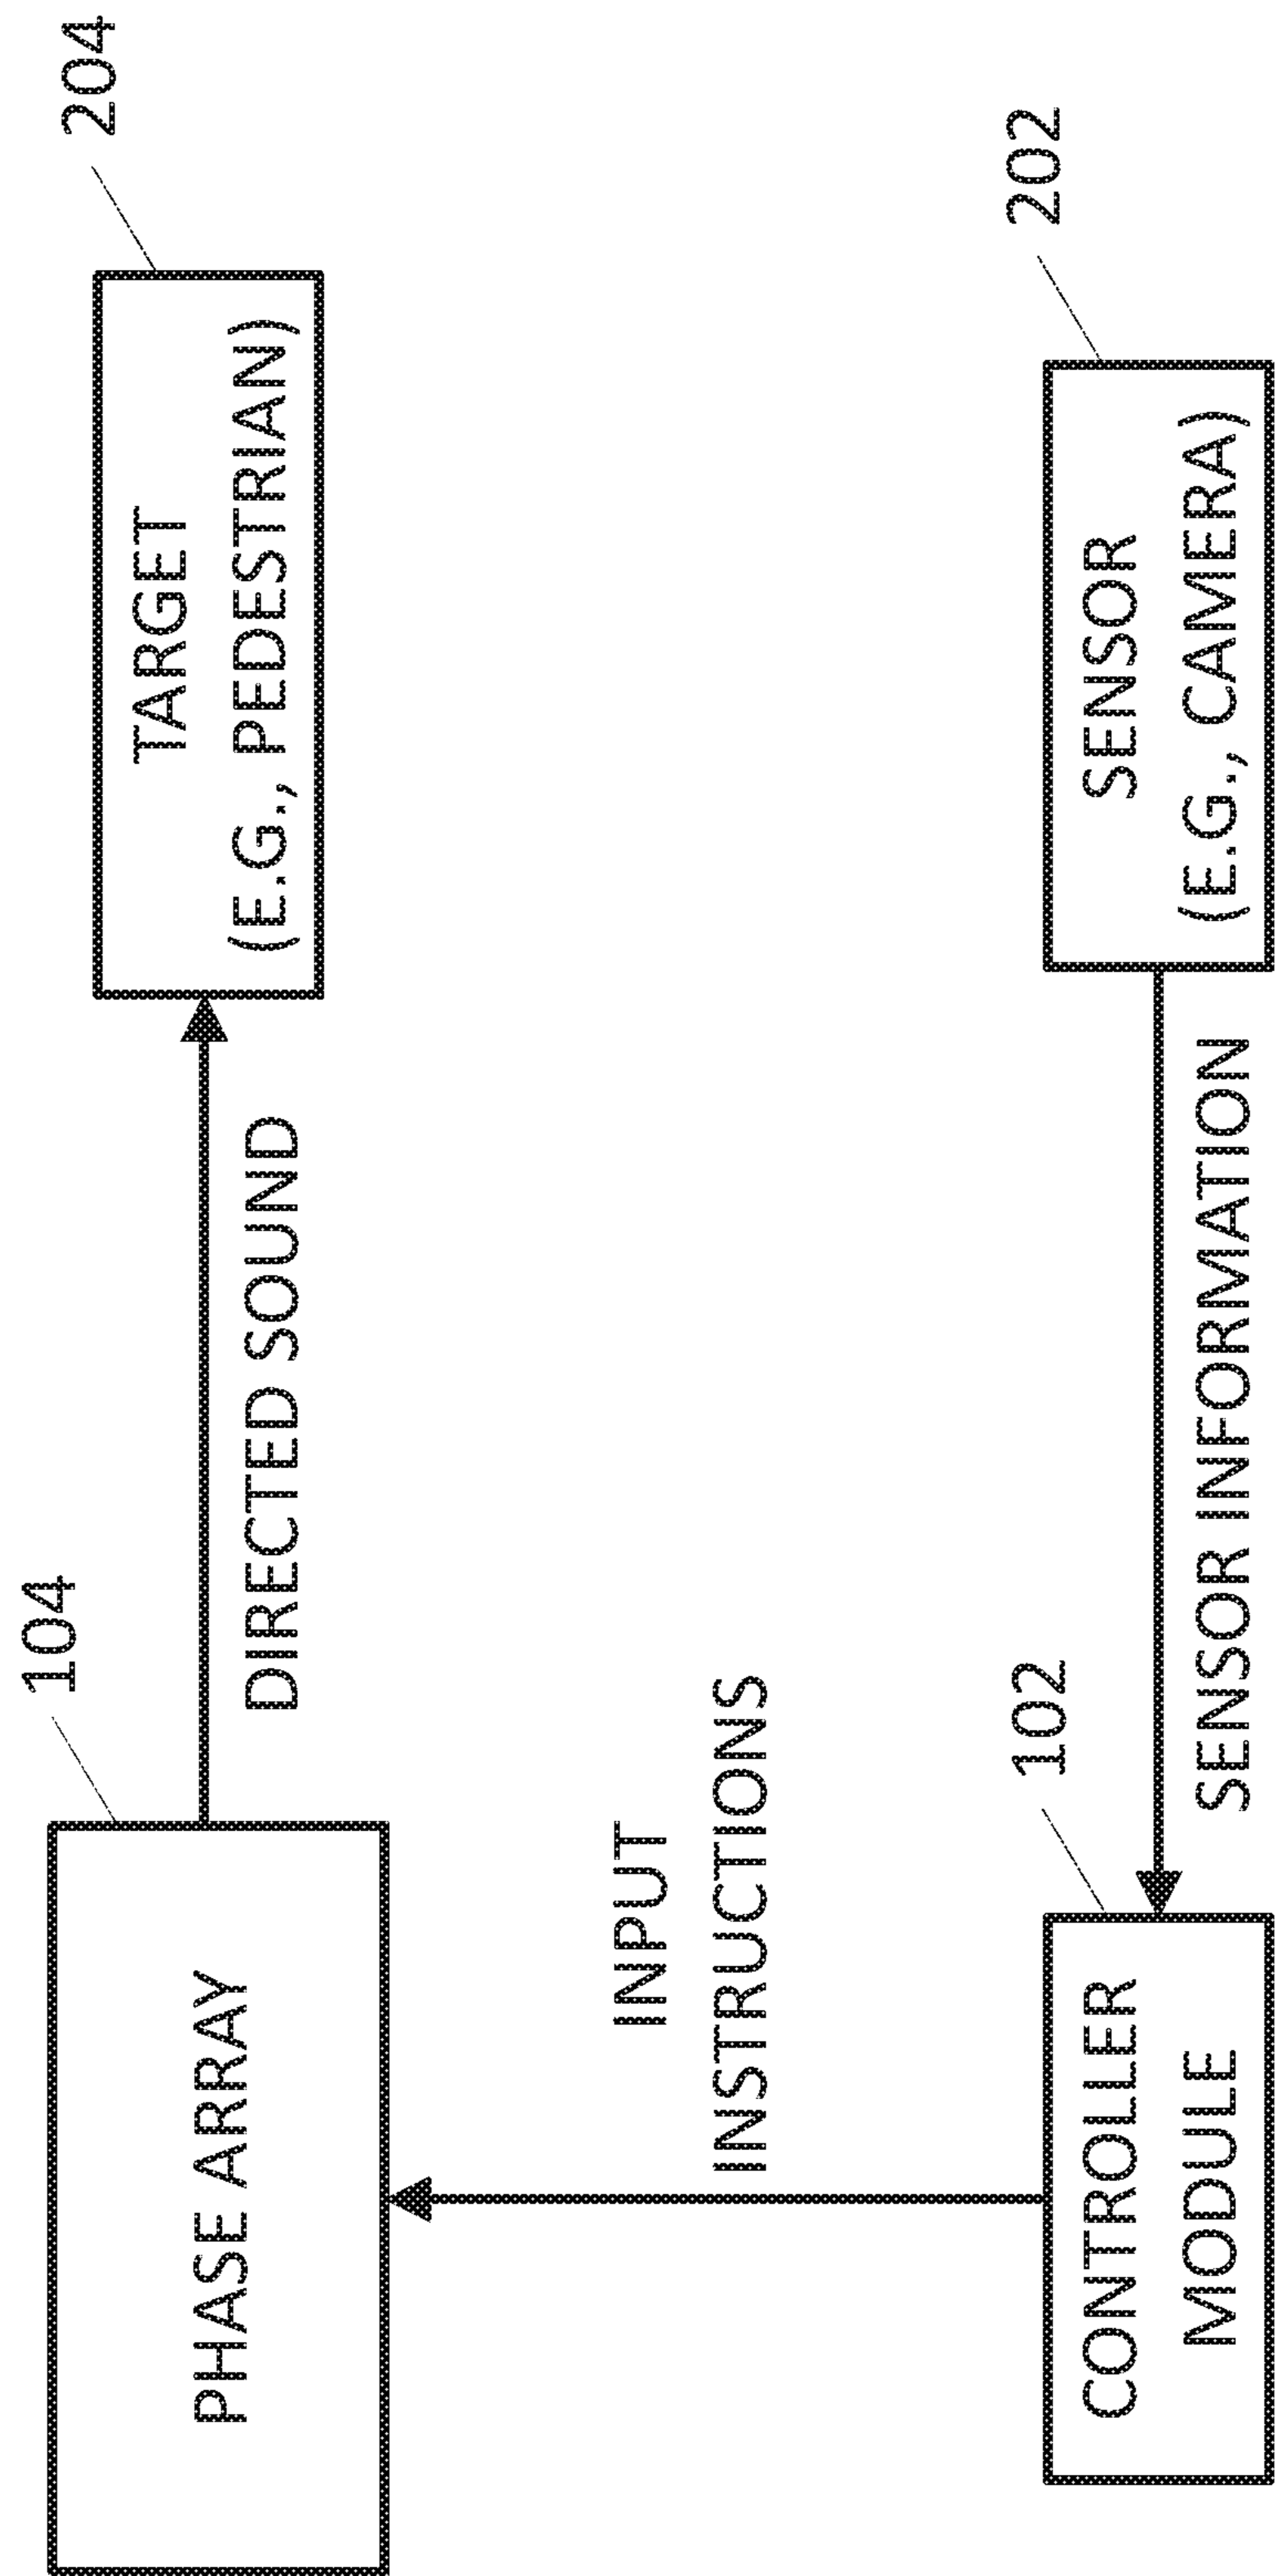 104
PHASE ARRAY
DIRECTED SOUND
204
TARGET
(E.G., PEDESTRIAN)
INPUT
INSTRUCTIONS
102
CONTROLLER
MODULE
SENSOR INFORMATION
202
SENSOR
(E.G., CAMERA)